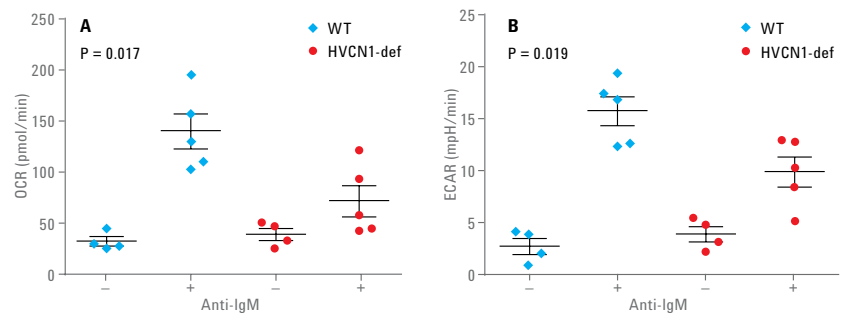 A
P = 0.017
WT
HVCN1-def
OCR (pmol/min)
250
200
150
100
50
0
– + – +
Anti-IgM
B
P = 0.019
WT
HVCN1-def
ECAR (mpH/min)
25
20
15
10
5
0
– + – +
Anti-IgM